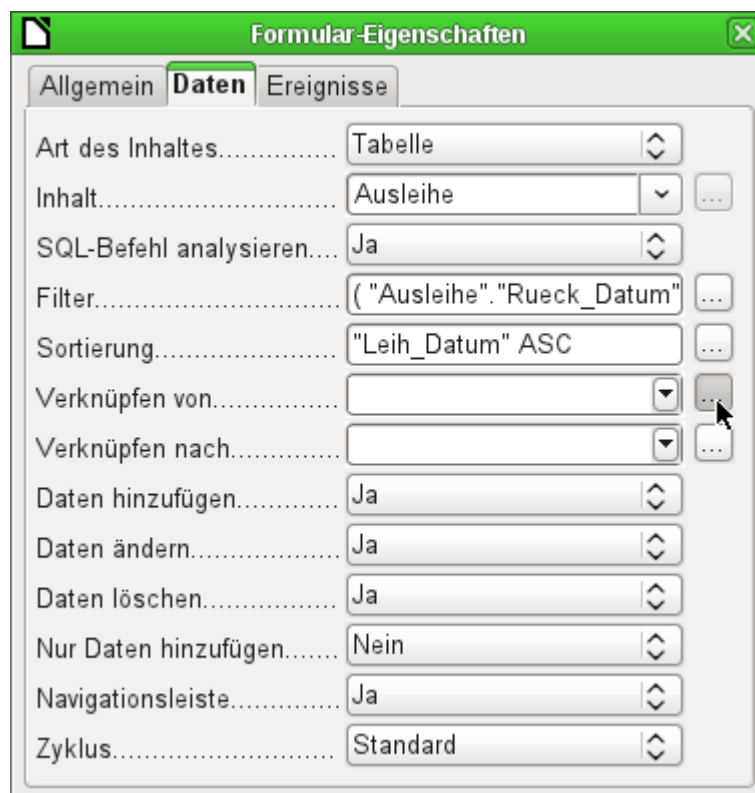 Formular-Eigenschaften
Allgemein Daten Ereignisse
Art des Inhaltes............... Tabelle
Inhalt........................... Ausleihe ...
SQL-Befehl analysieren.... Ja
Filter............................ ( "Ausleihe"."Rueck_Datum" ...
Sortierung..................... "Leih_Datum" ASC ...
Verknüpfen von............... ...
Verknüpfen nach............. ...
Daten hinzufügen............ Ja
Daten ändern................. Ja
Daten löschen................ Ja
Nur Daten hinzufügen....... Nein
Navigationsleiste............. Ja
Zyklus.......................... Standard